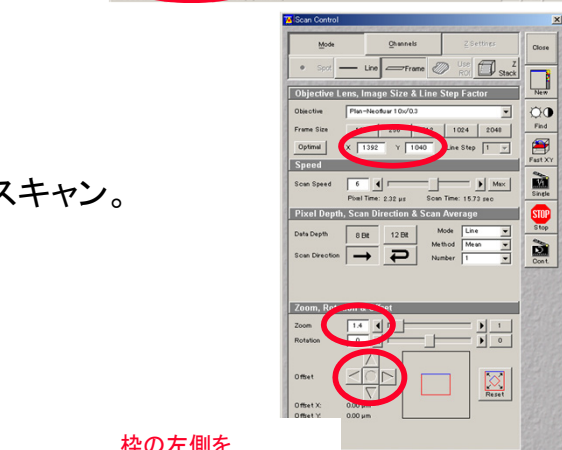 Scan Control
Mode Channels Z Settings Close
Spot Line Frame Use ROI Z Stack
New
Objective Lens, Image Size & Line Step Factor
Objective Plan-Neofluar 10x/0.3
Find
Frame Size 1024 2048
Optimal X 1392 Y 1040 Line Step 1
Fast XY
Speed
Scan Speed 6 Max
Single
Pixel Time: 2.32 µs Scan Time: 15.73 sec
スキャン。
Pixel Depth, Scan Direction & Scan Average
STOP
Stop
Data Depth 8 Bit 12 Bit Mode Line
Method Mean
Scan Direction Number 1
Cont.
Zoom, Rotation & Offset
Zoom 1.4 1
Rotation 0 0
Offset
Reset
Offset X: 0.00 µm
Offset Y: 0.00 µm
枠の左側を